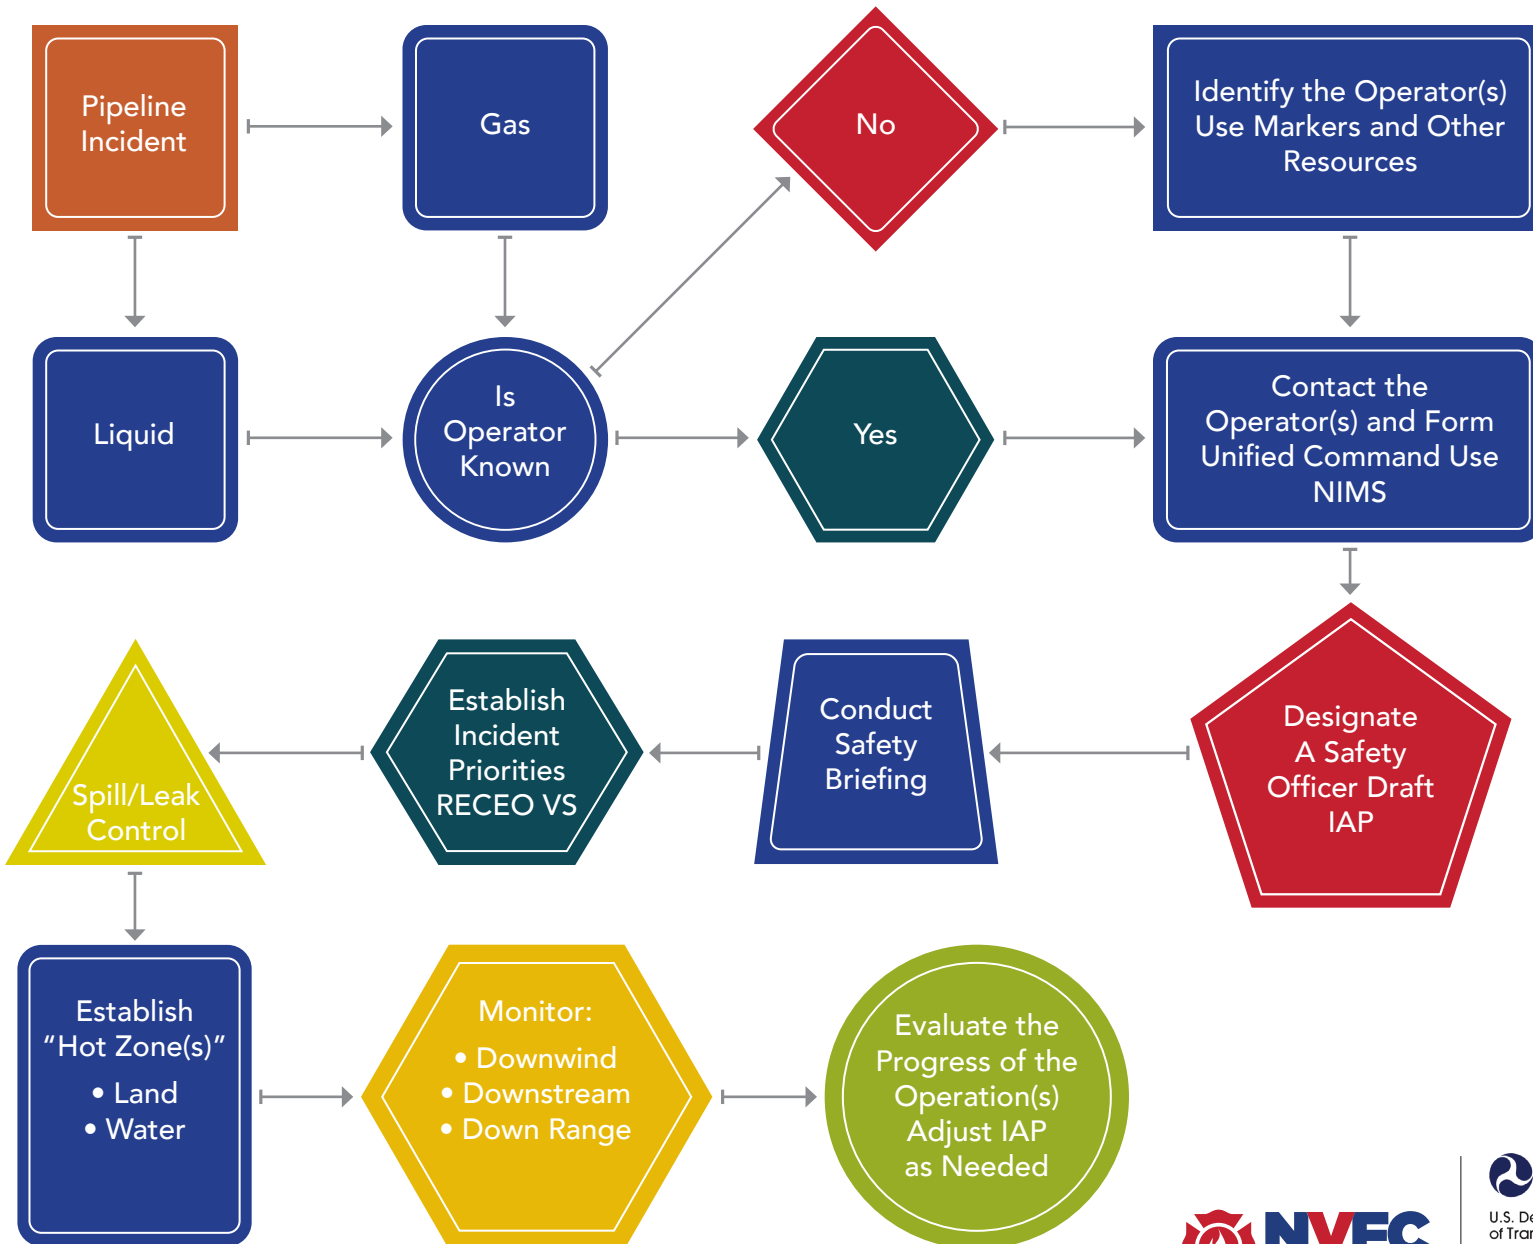 Pipeline
Incident
Gas
No
Identify the Operator(s)
Use Markers and Other
Resources
Liquid
Is
Operator
Known
Yes
Contact the
Operator(s) and Form
Unified Command Use
NIMS
Designate
A Safety
Officer Draft
IAP
Conduct
Safety
Briefing
Establish
Incident
Priorities
RECEO VS
Spill/Leak
Control
Establish
“Hot Zone(s)”
• Land
• Water
Monitor:
• Downwind
• Downstream
• Down Range
Evaluate the
Progress of the
Operation(s)
Adjust IAP
as Needed
NVFC
U.S.
of